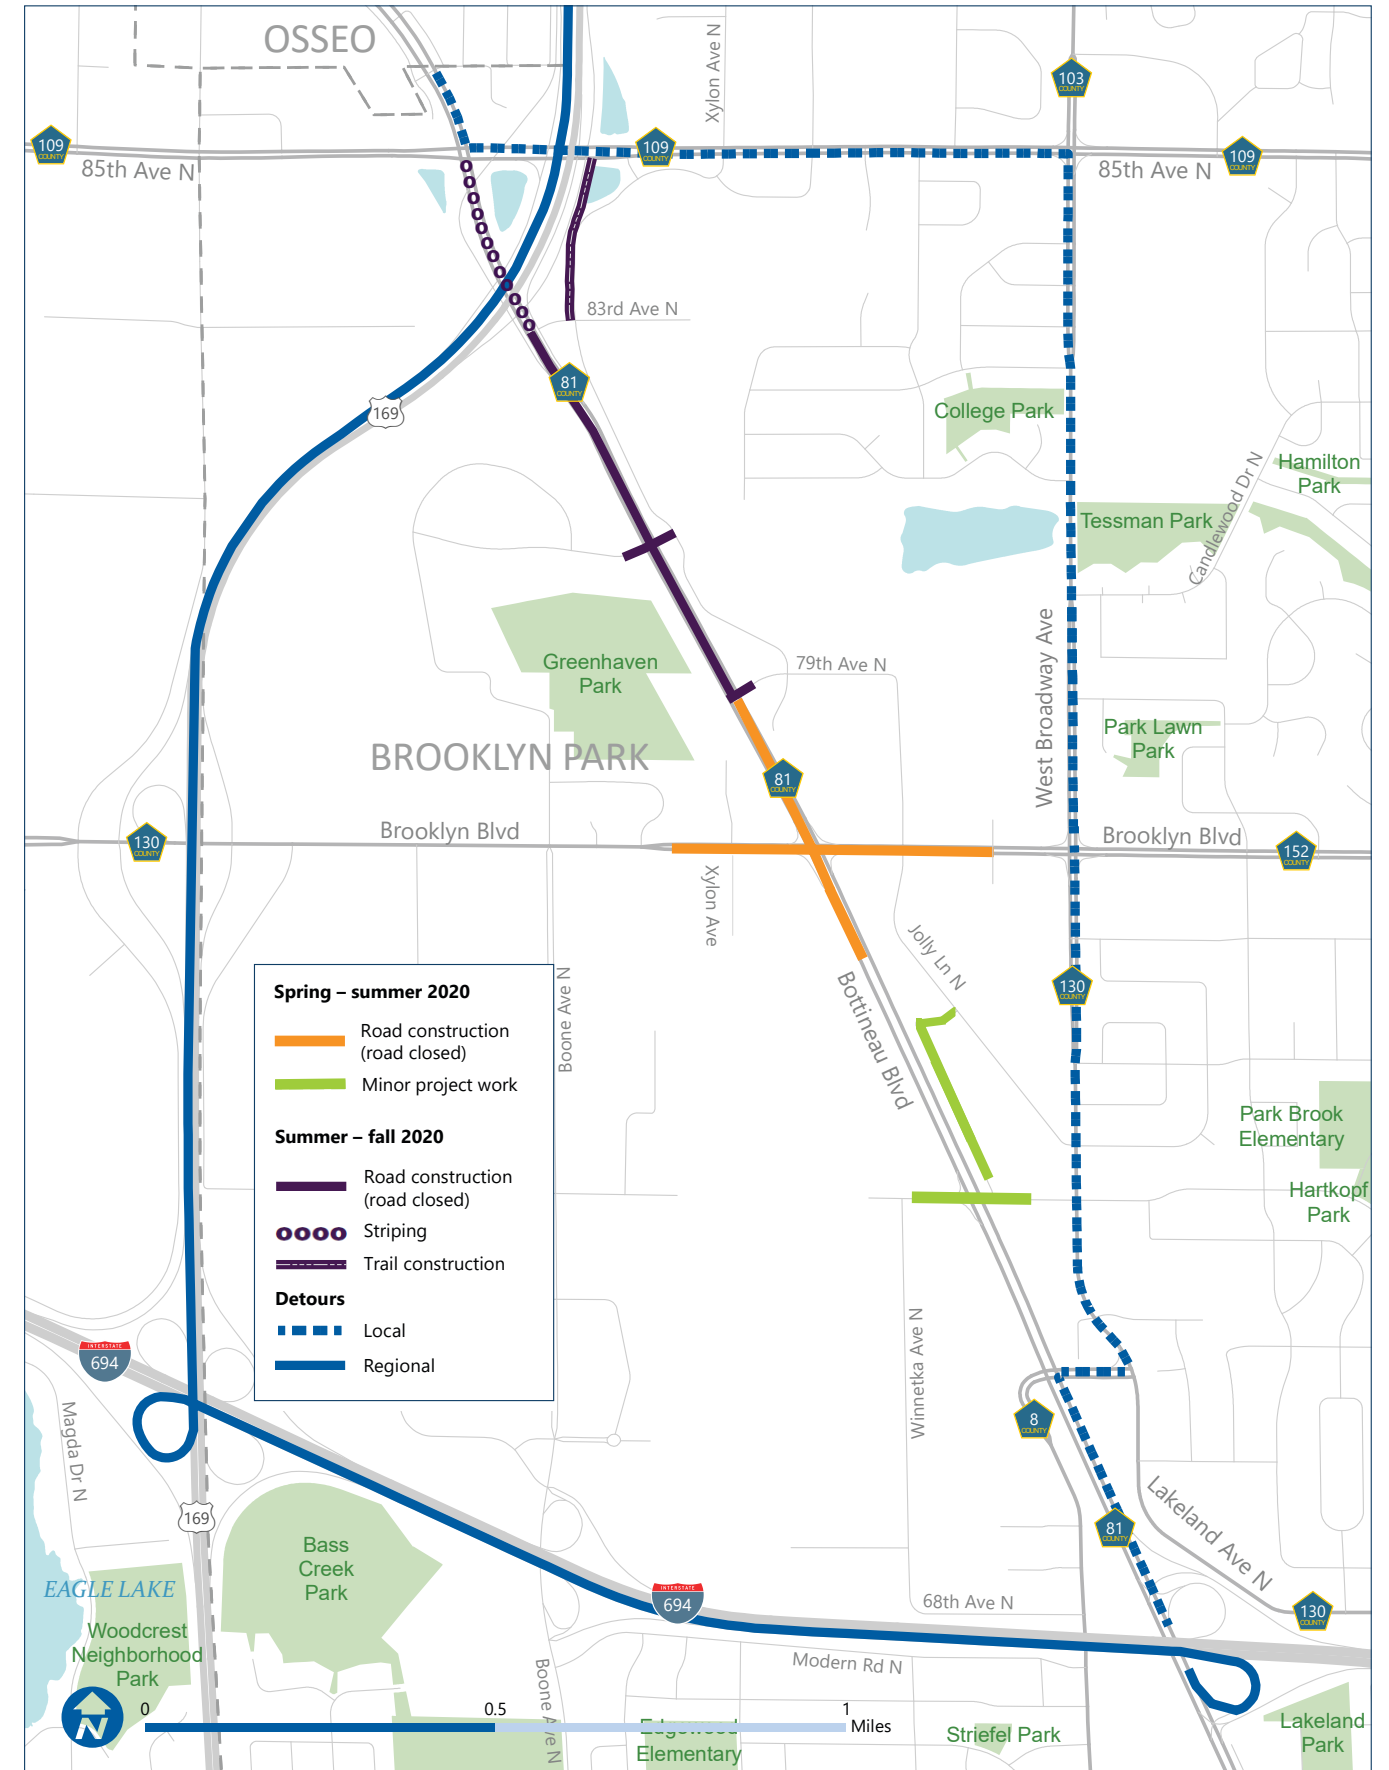 OSSEO
Xylon Ave N
103
COUNTY
109
COUNTY
85th Ave N
109
COUNTY
85th Ave N
109
COUNTY
83rd Ave N
81
COUNTY
169
College Park
Hamilton
Park
Candlewood Dr N
Tessman Park
West Broadway Ave
Greenhaven
Park
79th Ave N
Park Lawn
Park
BROOKLYN PARK
81
COUNTY
130
COUNTY
Brooklyn Blvd
Brooklyn Blvd
152
COUNTY
Xylon Ave
Jolly Ln N
Bottineau Blvd
130
COUNTY
Boone Ave N
Spring – summer 2020
Road construction
(road closed)
Minor project work
Summer – fall 2020
Road construction
(road closed)
Striping
Trail construction
Detours
Local
Regional
Park Brook
Elementary
Hartkopf
Park
INTERSTATE
694
Magda Dr N
Winnetka Ave N
8
COUNTY
169
Lakeland Ave N
81
COUNTY
Bass
Creek
Park
EAGLE LAKE
INTERSTATE
694
68th Ave N
130
COUNTY
Woodcrest
Neighborhood
Park
Modern Rd N
Boone Ave N
N
0
0.5
1
Miles
Edgewood
Elementary
Striefel Park
Lakeland
Park